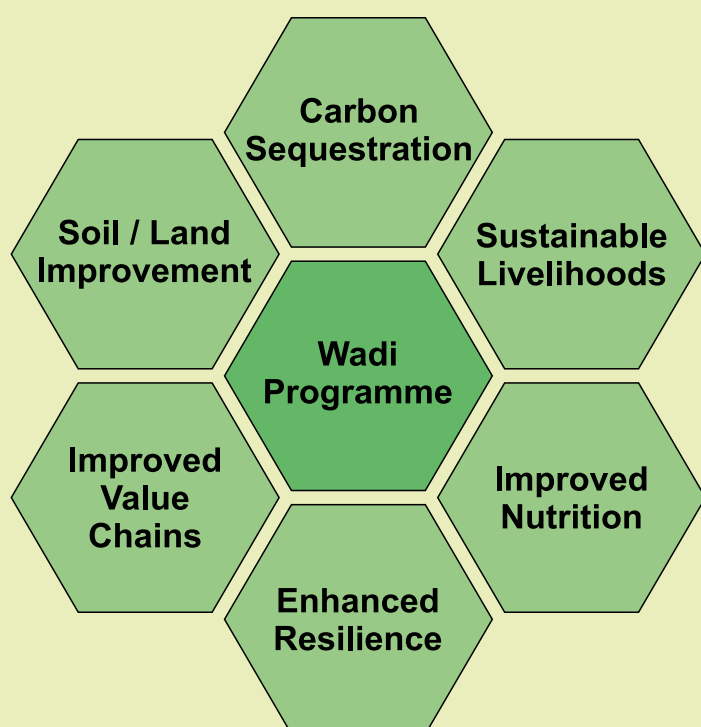 Carbon
Sequestration
Soil / Land
Improvement
Sustainable
Livelihoods
Wadi
Programme
Improved
Value
Chains
Improved
Nutrition
Enhanced
Resilience